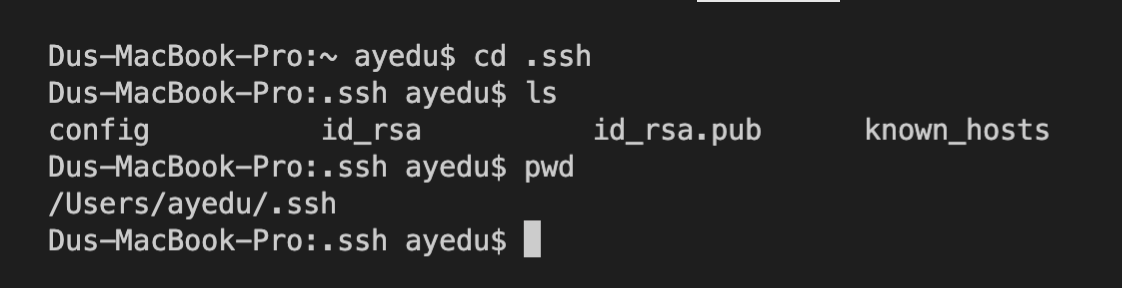 Dus-MacBook-Pro:~ ayedu$ cd .ssh
Dus-MacBook-Pro:.ssh ayedu$ ls
config id_rsa id_rsa.pub known_hosts
Dus-MacBook-Pro:.ssh ayedu$ pwd
/Users/ayedu/.ssh
Dus-MacBook-Pro:.ssh ayedu$